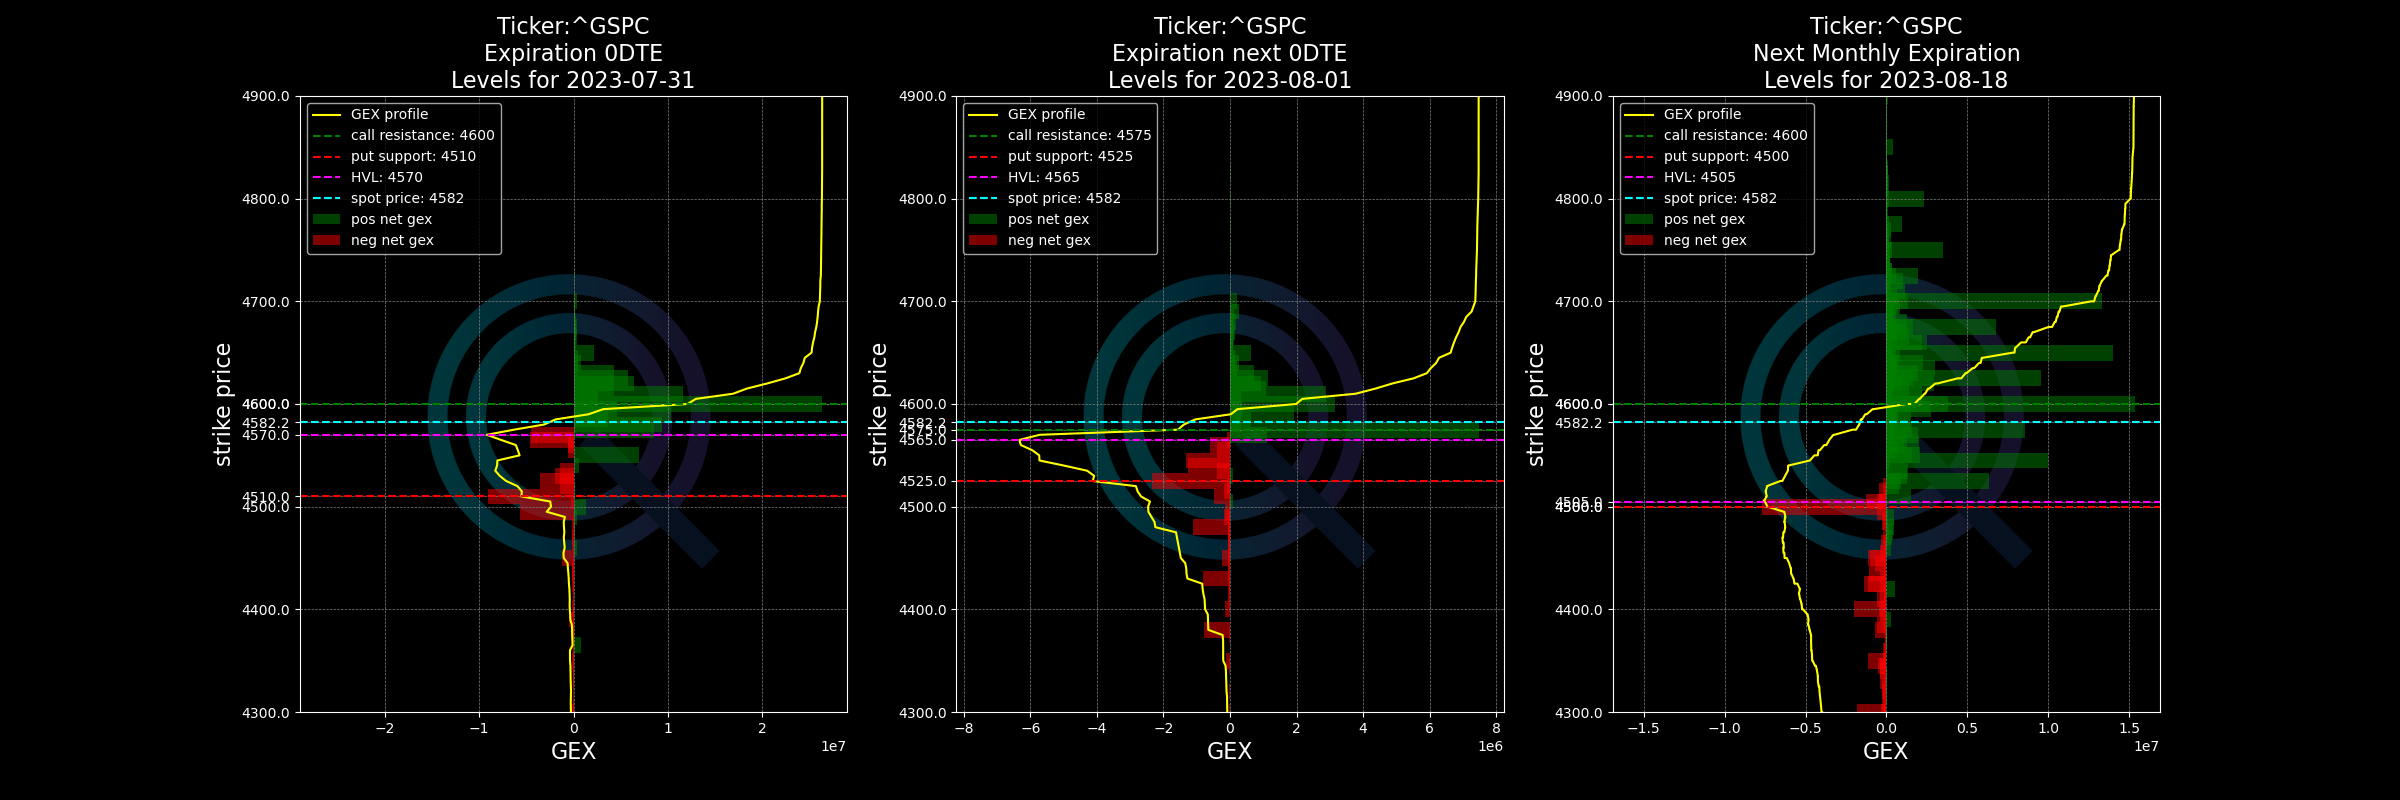 Ticker:^GSPC
Expiration 0DTE
Levels for 2023-07-31
4900.0
4800.0
4700.0
4600.0
4582.2
4570.0
4510.0
4500.0
4400.0
4300.0
strike price
GEX profile
call resistance: 4600
put support: 4510
HVL: 4570
spot price: 4582
pos net gex
neg net gex
−2
−1
0
1
2
1e7
GEX
Ticker:^GSPC
Expiration next 0DTE
Levels for 2023-08-01
4900.0
4800.0
4700.0
4600.0
4582.2
4575.0
4565.0
4525.0
4500.0
4400.0
4300.0
strike price
GEX profile
call resistance: 4575
put support: 4525
HVL: 4565
spot price: 4582
pos net gex
neg net gex
−8
−6
−4
−2
0
2
4
6
8
1e6
GEX
Ticker:^GSPC
Next Monthly Expiration
Levels for 2023-08-18
4900.0
4800.0
4700.0
4600.0
4582.2
4505.0
4500.0
4400.0
4300.0
strike price
GEX profile
call resistance: 4600
put support: 4500
HVL: 4505
spot price: 4582
pos net gex
neg net gex
−1.5
−1.0
−0.5
0.0
0.5
1.0
1.5
1e7
GEX